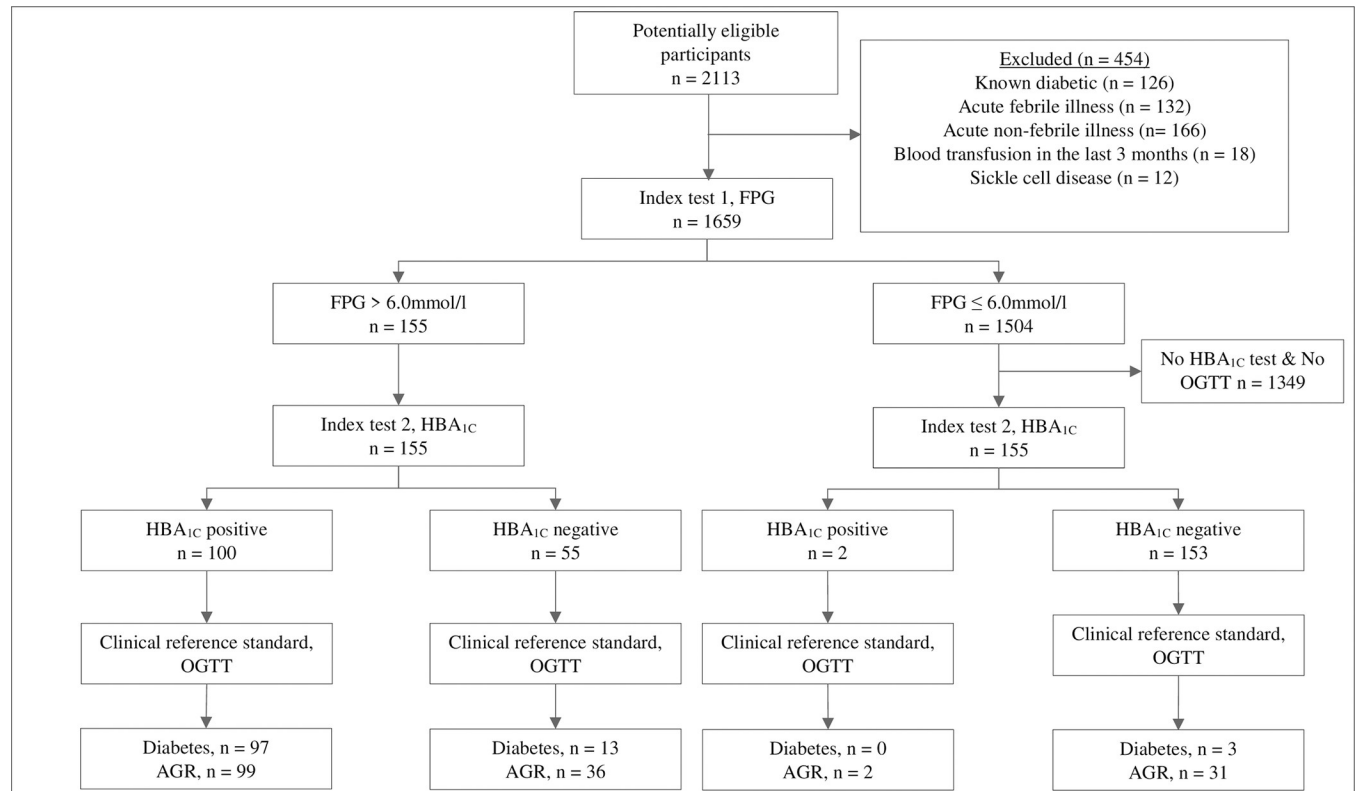 Potentially eligible
participants
n = 2113
Excluded (n = 454)
Known diabetic (n = 126)
Acute febrile illness (n = 132)
Acute non-febrile illness (n= 166)
Blood transfusion in the last 3 months (n = 18)
Sickle cell disease (n = 12)
Index test 1, FPG
n = 1659
FPG > 6.0mmol/l
n = 155
FPG ≤ 6.0mmol/l
n = 1504
No HBA1C test & No
OGTT n = 1349
Index test 2, HBA1C
n = 155
Index test 2, HBA1C
n = 155
HBA1C positive
n = 100
HBA1C negative
n = 55
HBA1C positive
n = 2
HBA1C negative
n = 153
Clinical reference standard,
OGTT
Clinical reference standard,
OGTT
Clinical reference standard,
OGTT
Clinical reference standard,
OGTT
Diabetes, n = 97
AGR, n = 99
Diabetes, n = 13
AGR, n = 36
Diabetes, n = 0
AGR, n = 2
Diabetes, n = 3
AGR, n = 31